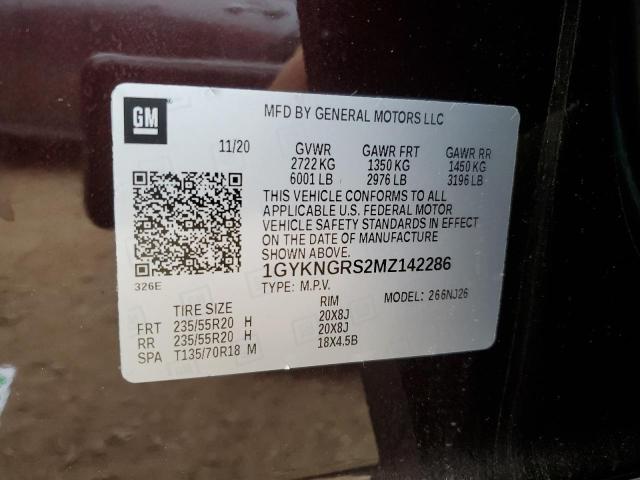 GM
MFD BY GENERAL MOTORS LLC
11/20 GVWR GAWR FRT GAWR RR
2722 KG 1350 KG 1450 KG
6001 LB 2976 LB 3196 LB
THIS VEHICLE CONFORMS TO ALL
APPLICABLE U.S. FEDERAL MOTOR
VEHICLE SAFETY STANDARDS IN EFFECT
ON THE DATE OF MANUFACTURE
SHOWN ABOVE.
326E
1GYKNGRS2MZ142286
TYPE: M.P.V. MODEL: 266NJ26
TIRE SIZE RIM
FRT 235/55R20 H 20X8J
RR 235/55R20 H 20X8J
SPA T135/70R18 M 18X4.5B